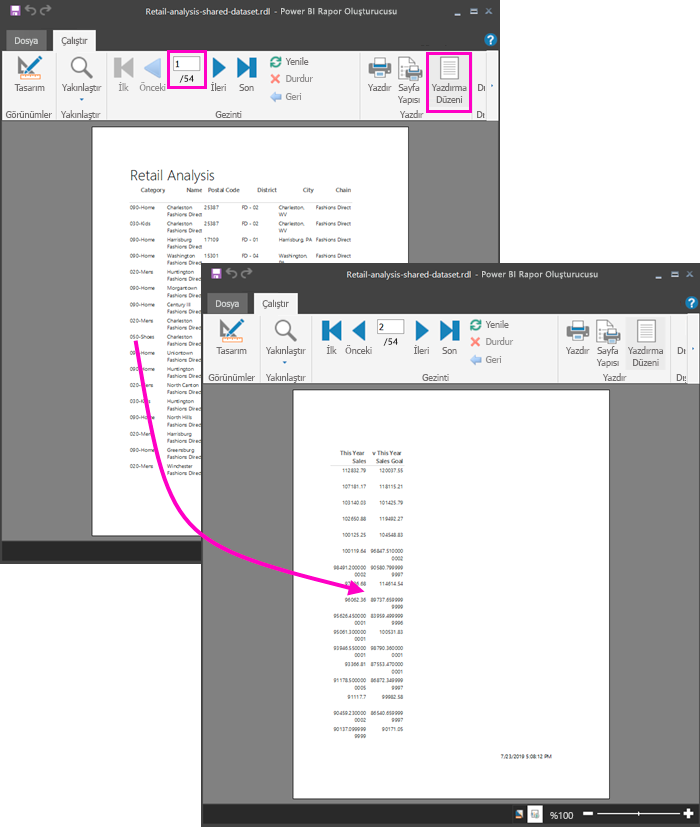 Retail-analysis-shared-dataset.rdl - Power BI Rapor Oluşturucusu
Dosya Çalıştır
1
/54
Yenile
Durdur
Geri
Tasarım Yakınlaştır İlk Önceki İleri Son Yazdır Sayfa Yapısı Yazdırma Düzeni
Görünümler Yakınlaştır Gezinti Yazdır Dı
Retail Analysis
Category Name Postal Code District City Chain
090-Home Charleston 25387 FD - 02 Charleston, Fashions Direct
Fashions Direct WV
030-Kids Charleston 25387 FD - 02 Charleston, Fashions Direct
Fashions Direct WV
090-Home Harrisburg 17109 FD - 01 Harrisburg, PA Fashions Direct
Fashions Direct
090-Home Washington 15301 FD - 04 Washington, Fashions Direct
Fashions Direct
020-Mens Huntington
Fashions Direct
090-Home Morgantown
Fashions Direct
090-Home Century III
Fashions Direct
020-Mens Charleston
Fashions Direct
050-Shoes Charleston
Fashions Direct
090-Home Uniontown
Fashions Direct
090-Home Huntington
Fashions Direct
020-Mens North Canton
Fashions Direct
030-Kids Huntington
Fashions Direct
090-Home North Hills
Fashions Direct
020-Mens Harrisburg
Fashions Direct
090-Home Greensburg
Fashions Direct
020-Mens Winchester
Fashions Direct
Retail-analysis-shared-dataset.rdl - Power BI Rapor Oluşturucusu
Dosya Çalıştır
2
/54
Yenile
Durdur
Geri
Tasarım Yakınlaştır İlk Önceki İleri Son Yazdır Sayfa Yapısı Yazdırma Düzeni
Görünümler Yakınlaştır Gezinti Yazdır Dış
This Year v This Year
Sales Sales Goal
112832.79 120037.55
107181.17 118115.21
103140.03 101425.79
102650.88 119492.27
100125.25 104548.83
100119.64 96847.510000
0002
98491.200000 90580.799999
0002 9997
114614.54
96062.36 89737.659999
9999
95626.450000 83959.499999
0001 9996
95061.300000 100531.83
0001
93946.550000 98790.360000
0001 0001
93366.81 87553.470000
0001
91178.500000 86872.349999
0005 9997
91117.7 99982.58
90459.230000 86540.659999
0002 9997
90137.099999 90171.05
9999
7/23/2019 5:08:12 PM
%100